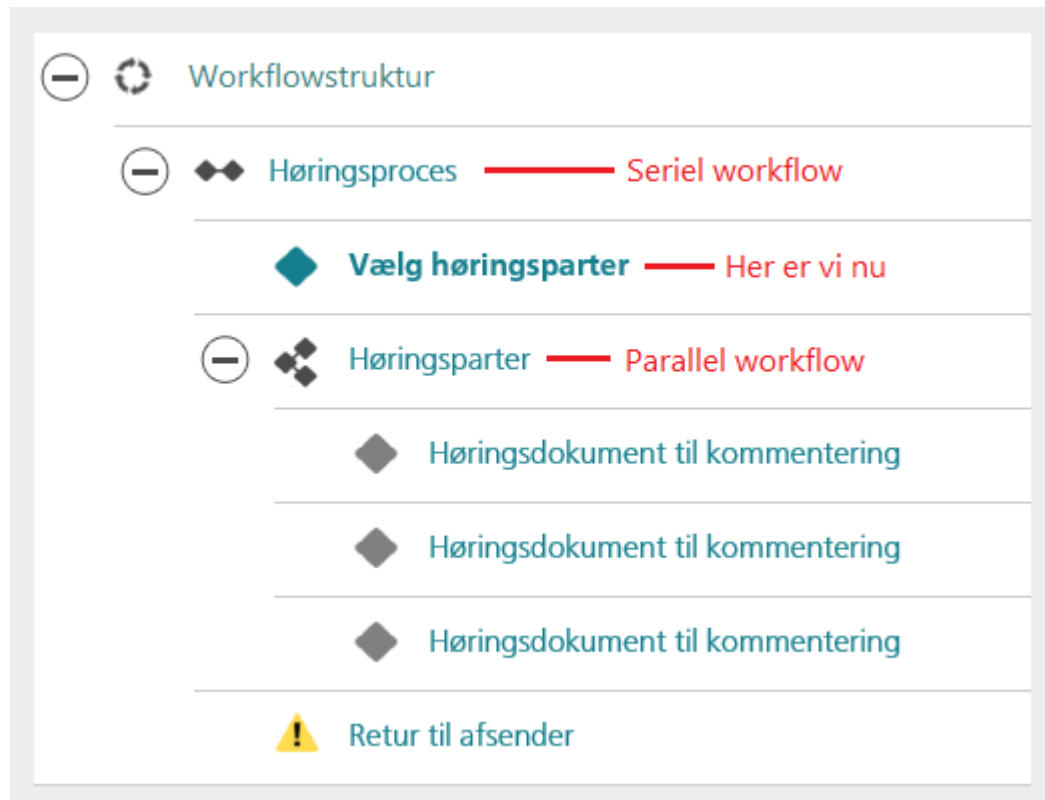 Workflowstruktur
Høringsproces Seriel workflow
Vælg høringsparter Her er vi nu
Høringsparter Parallel workflow
Høringsdokument til kommentering
Høringsdokument til kommentering
Høringsdokument til kommentering
Retur til afsender